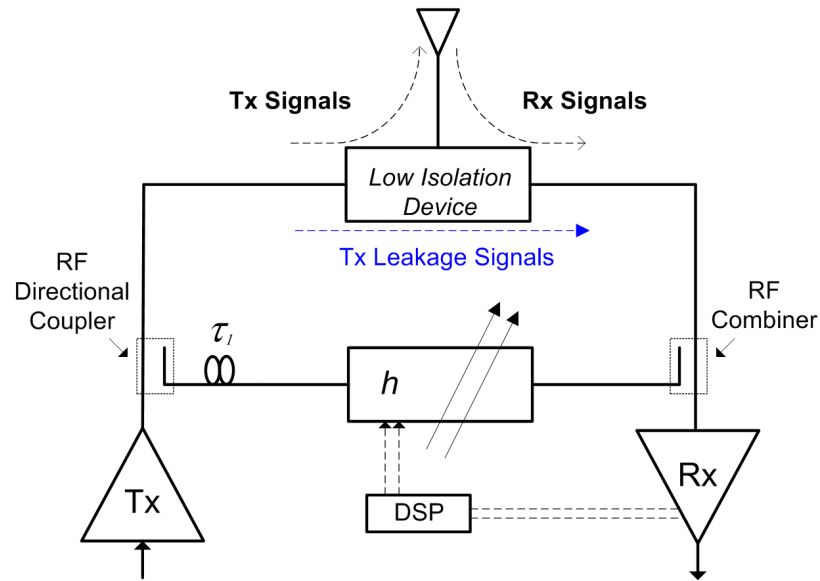 Tx Signals
Rx Signals
Low Isolation
Device
Tx Leakage Signals
RF
Directional
Coupler
RF
Combiner
τ1
h
Tx
Rx
DSP